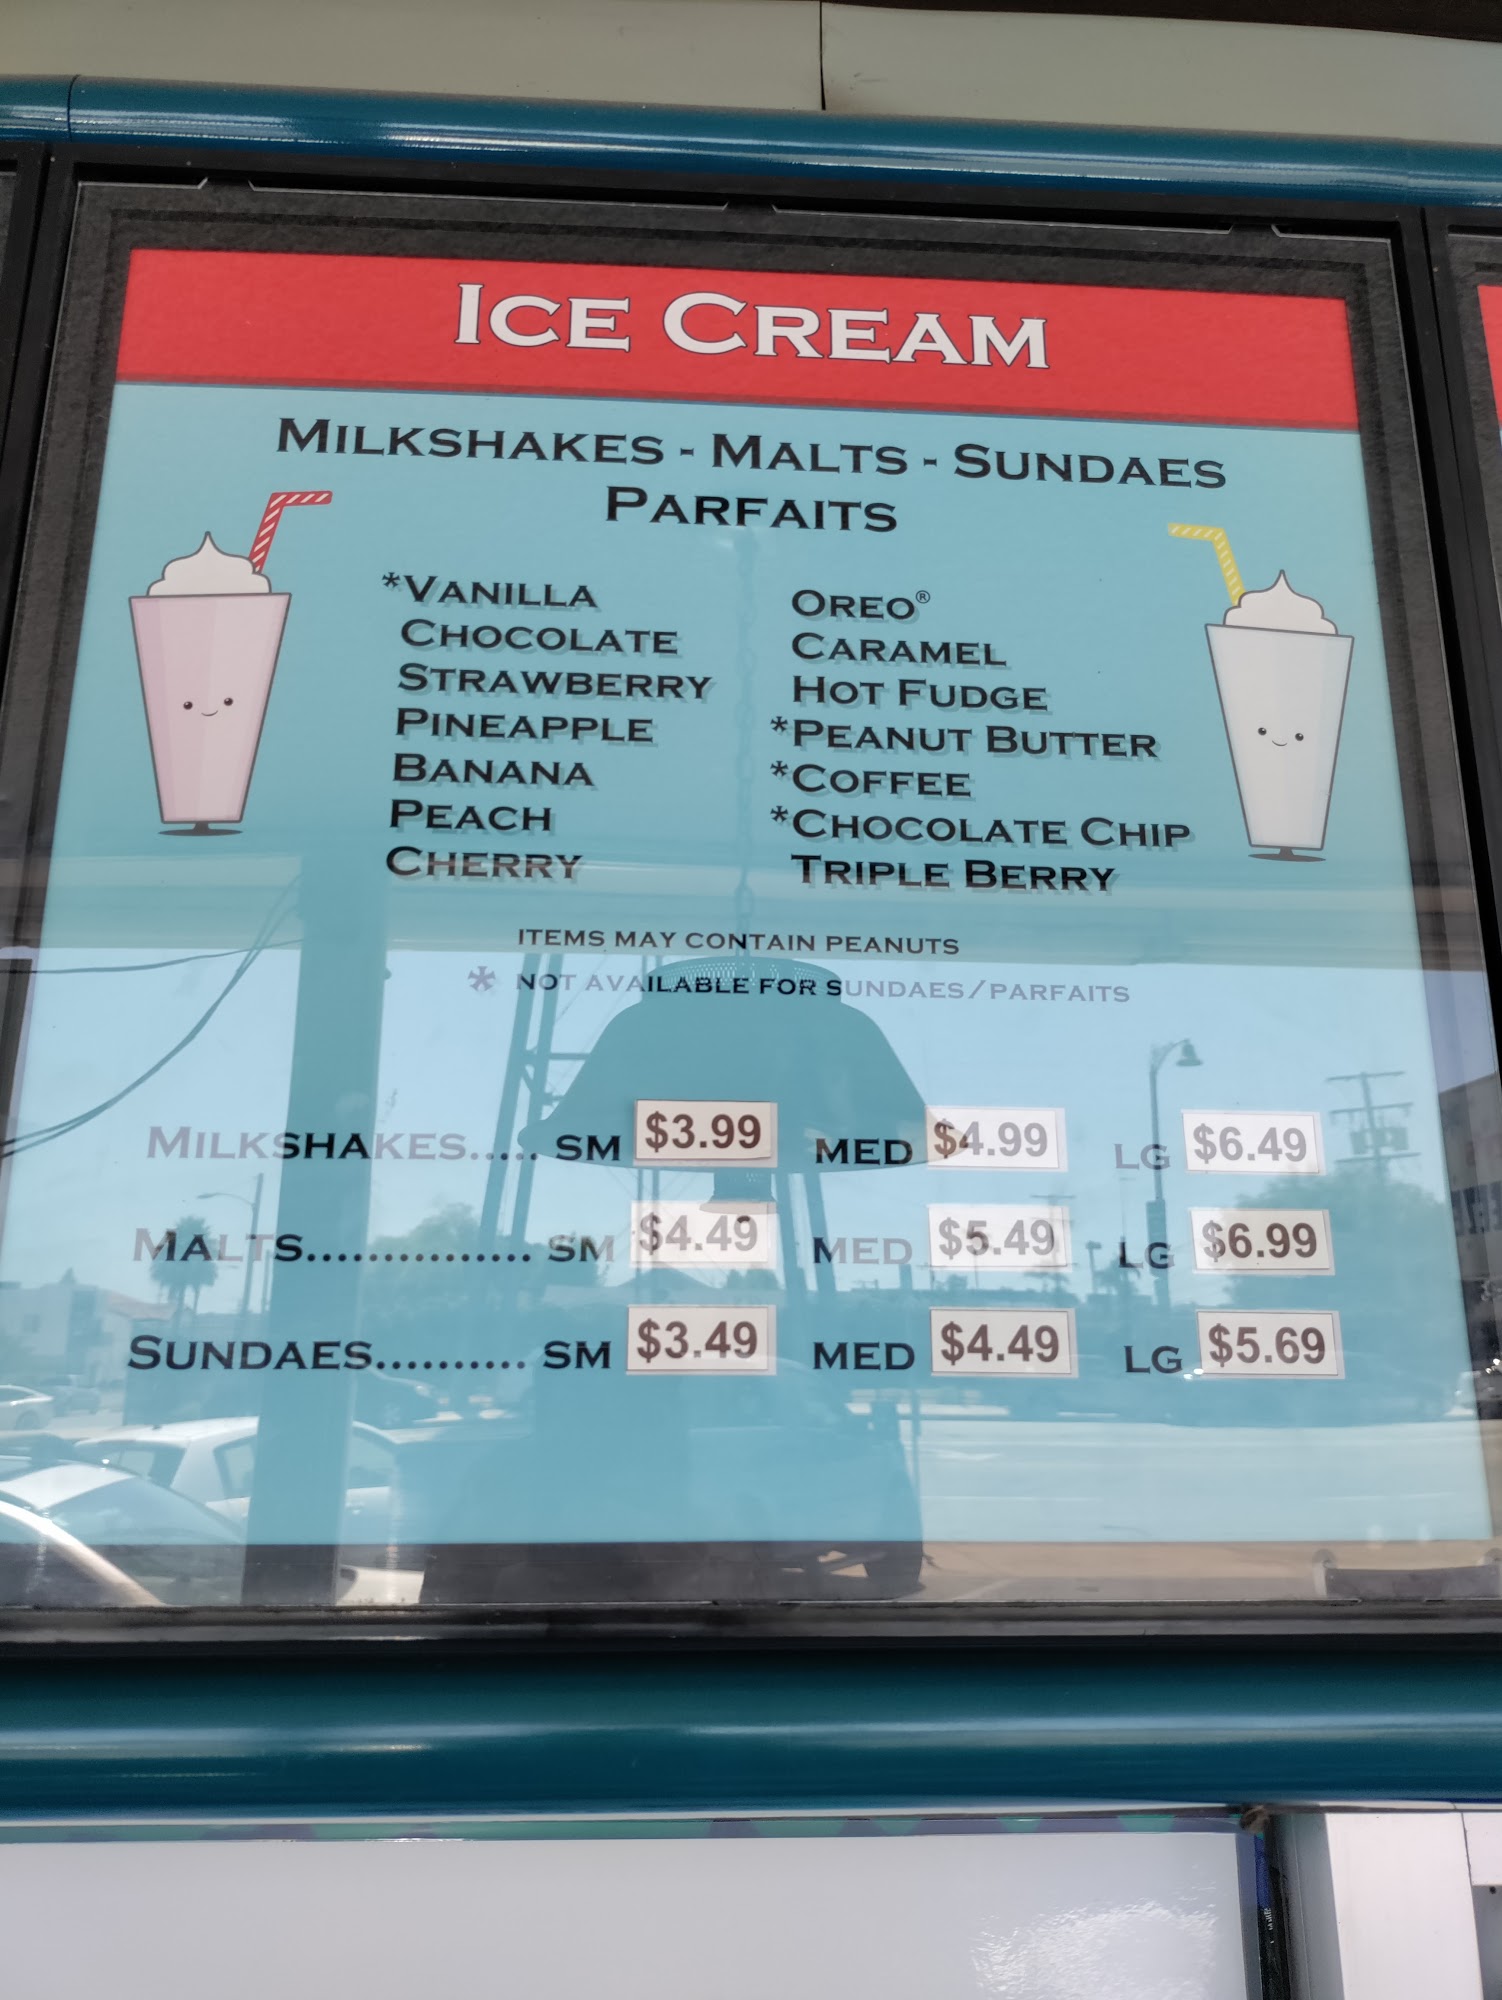 ICE CREAM
MILKSHAKES - MALTS - SUNDAES
PARFAITS
*VANILLA
CHOCOLATE
STRAWBERRY
PINEAPPLE
BANANA
PEACH
CHERRY
OREO®
CARAMEL
HOT FUDGE
*PEANUT BUTTER
*COFFEE
*CHOCOLATE CHIP
TRIPLE BERRY
ITEMS MAY CONTAIN PEANUTS
* NOT AVAILABLE FOR SUNDAES/PARFAITS
MILKSHAKES..... SM $3.99 MED $4.99 LG $6.49
MALTS............... SM $4.49 MED $5.49 LG $6.99
SUNDAES.......... SM $3.49 MED $4.49 LG $5.69